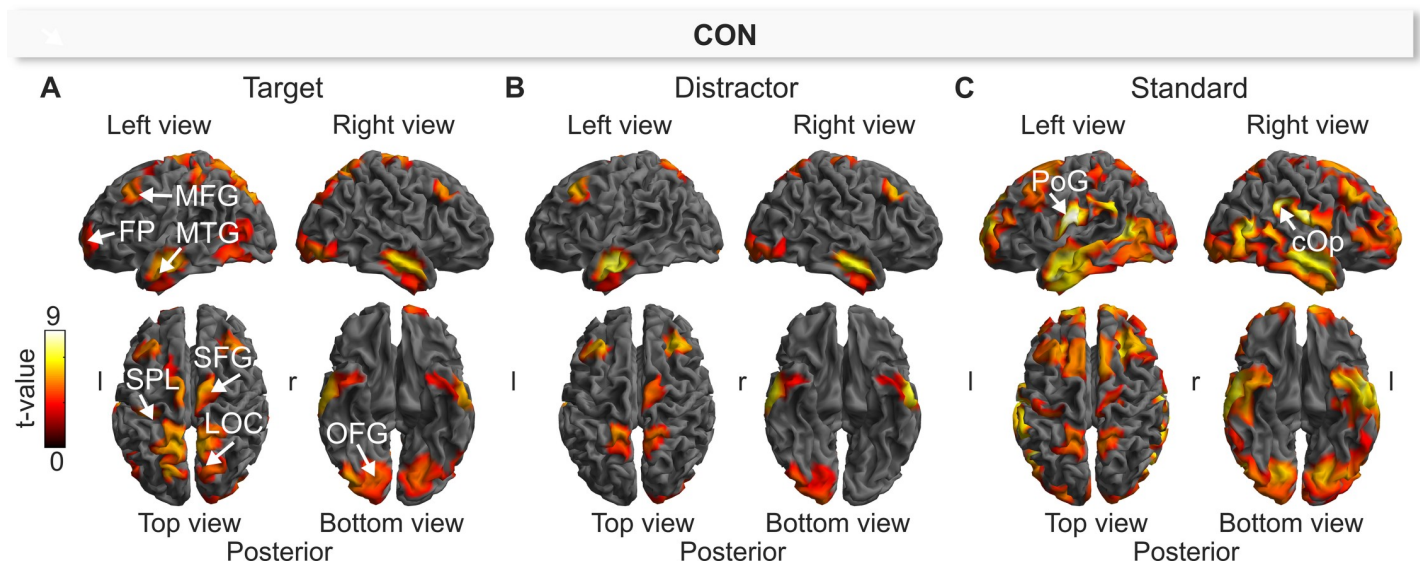 CON
A Target
Left view Right view
MFG
FP MTG
9
t-value
0
l r
SFG
SPL
LOC
OFG
Top view Bottom view
Posterior
B Distractor
Left view Right view
l r
Top view Bottom view
Posterior
C Standard
Left view Right view
PoG
cOp
l
Top view Bottom view
Posterior